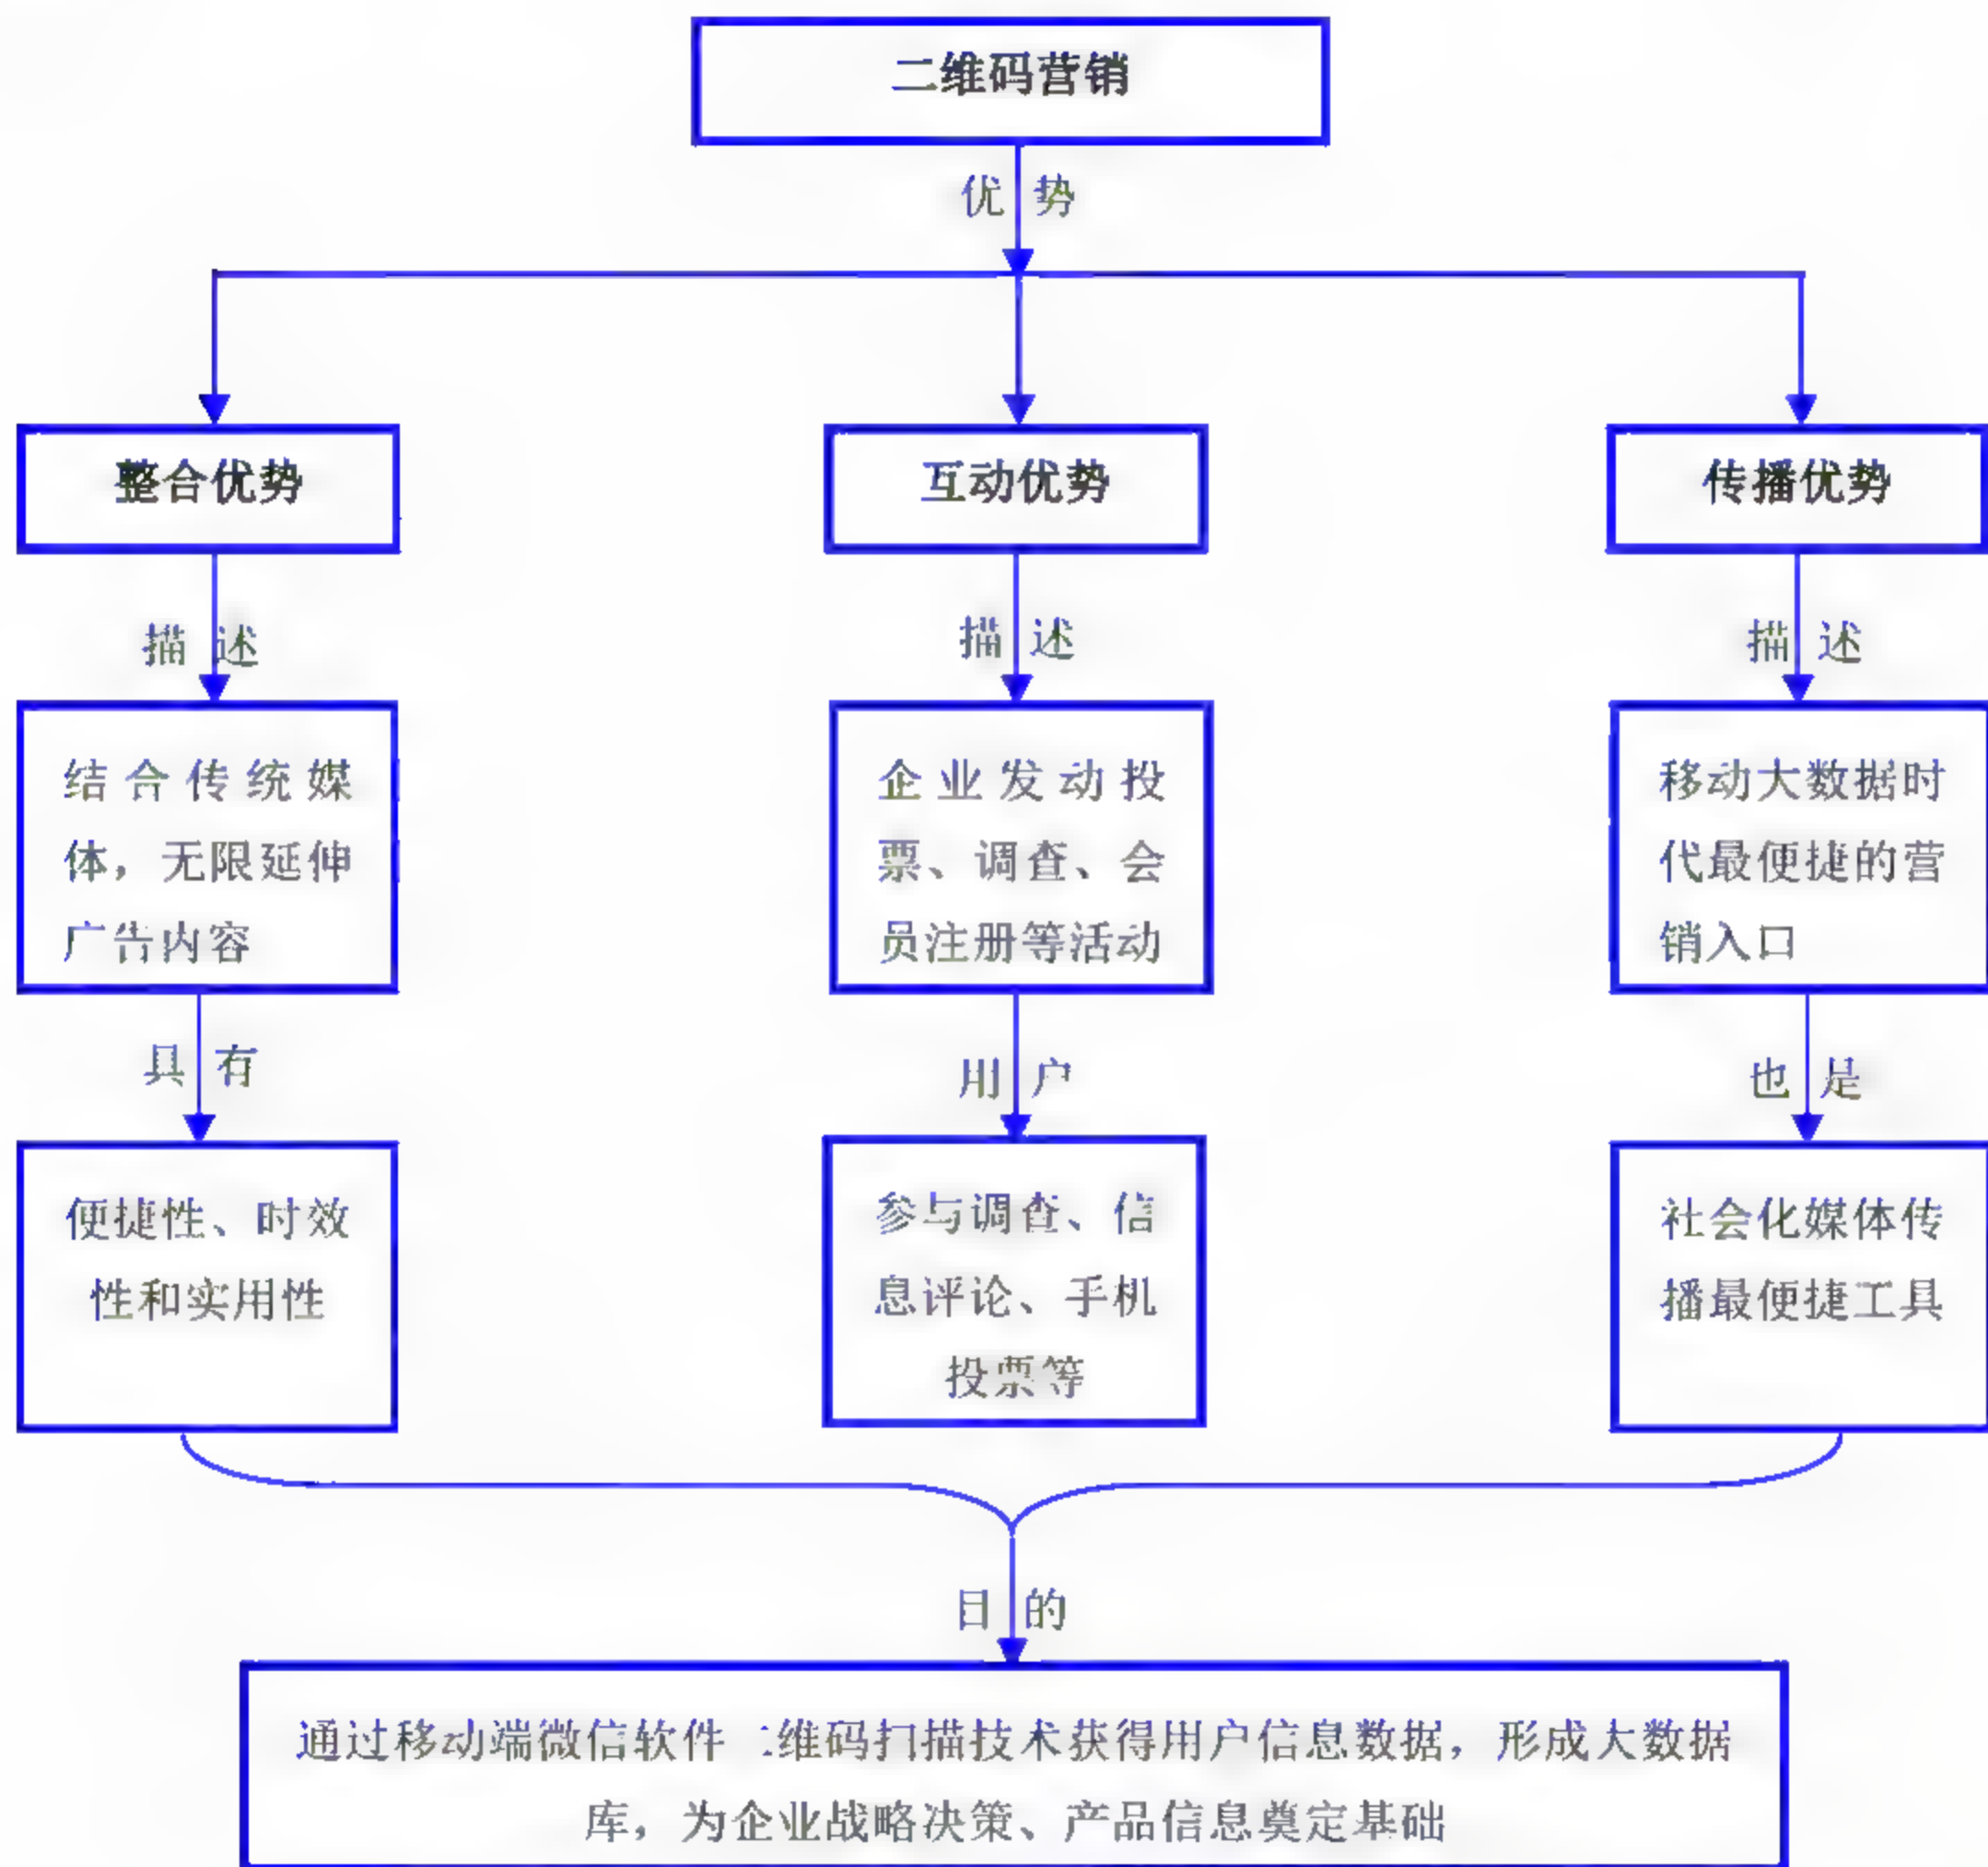 二维码营销
优势
整合优势
互动优势
传播优势
描述
描述
描述
结合传统媒
体，无限延伸
广告内容
企业发动投
票、调查、会
员注册等活动
移动大数据时
代最便捷的营
销入口
具有
用户
也是
便捷性、时效
性和实用性
参与调查、信
息评论、手机
投票等
社会化媒体传
播最便捷工具
目的
通过移动端微信软件二维码扫描技术获得用户信息数据，形成大数据
库，为企业战略决策、产品信息奠定基础